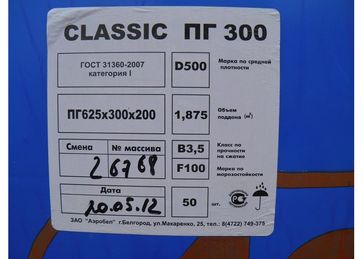 CLASSIC ПГ 300
ГОСТ 31360-2007
категория I
D500
Марка по средней
плотности
ПГ625х300х200
1,875
Объем
поддона (м³)
Смена № массива
2 6769
B3,5
Класс по
прочности
на сжатие
F100
Марка по
морозостойкости
Дата
20.05.12
50
шт.
ЗАО "Аэробел" г.Белгород, ул.Макаренко, 25, тел.: 8(4722) 749-375